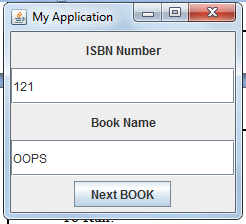 My Application
ISBN Number
121
Book Name
OOPS
Next BOOK